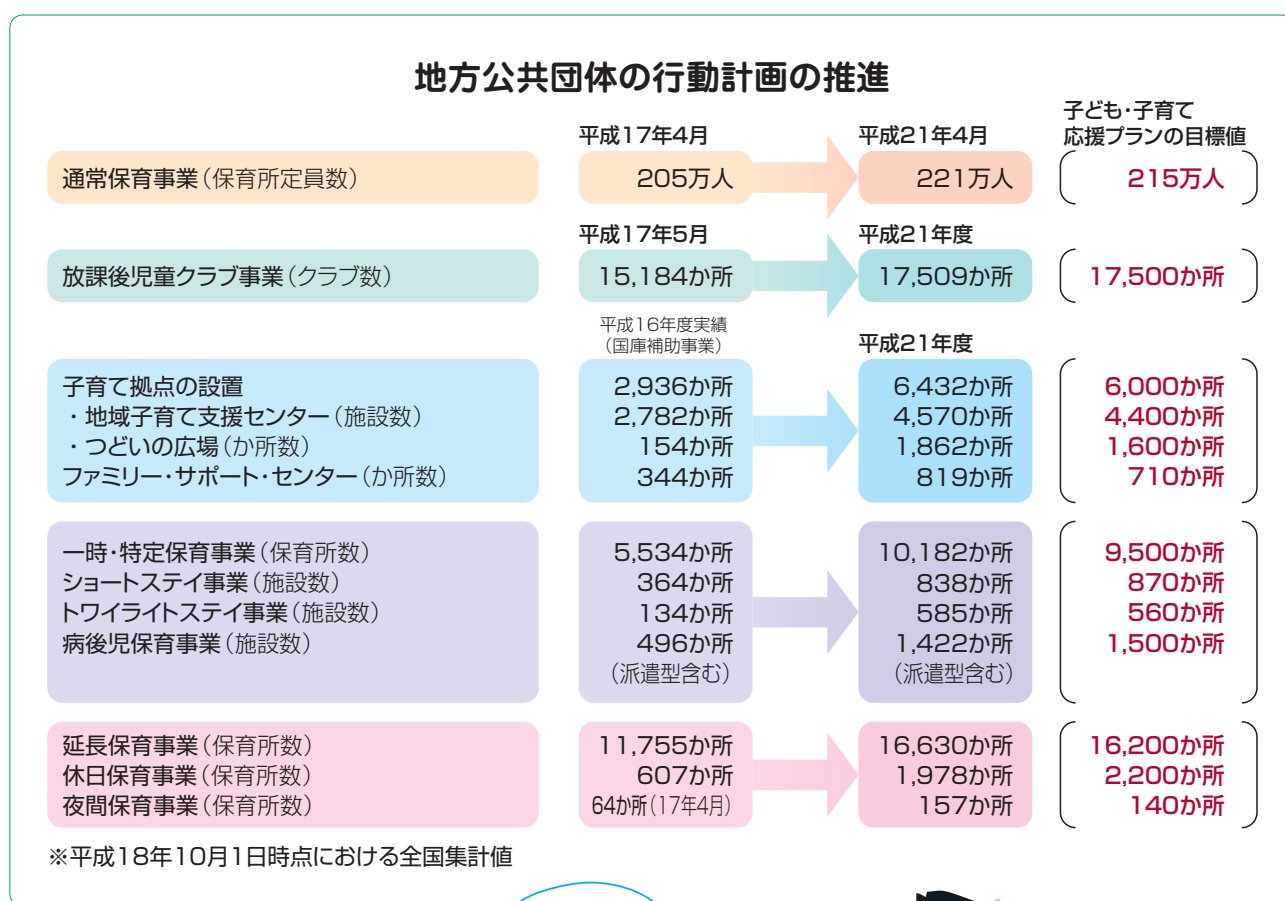 地方公共団体の行動計画の推進
平成17年4月 平成21年4月 子ども・子育て
応援プランの目標値
通常保育事業(保育所定員数) 205万人 221万人 215万人
平成17年5月 平成21年度
放課後児童クラブ事業(クラブ数) 15,184か所 17,509か所 17,500か所
平成16年度実績
(国庫補助事業) 平成21年度
子育て拠点の設置 2,936か所 6,432か所 6,000か所
・地域子育て支援センター(施設数) 2,782か所 4,570か所 4,400か所
・つどいの広場(か所数) 154か所 1,862か所 1,600か所
ファミリー・サポート・センター(か所数) 344か所 819か所 710か所
一時・特定保育事業(保育所数) 5,534か所 10,182か所 9,500か所
ショートステイ事業(施設数) 364か所 838か所 870か所
トワイライトステイ事業(施設数) 134か所 585か所 560か所
病後児保育事業(施設数) 496か所 1,422か所 1,500か所
(派遣型含む) (派遣型含む)
延長保育事業(保育所数) 11,755か所 16,630か所 16,200か所
休日保育事業(保育所数) 607か所 1,978か所 2,200か所
夜間保育事業(保育所数) 64か所(17年4月) 157か所 140か所
※平成18年10月1日時点における全国集計値